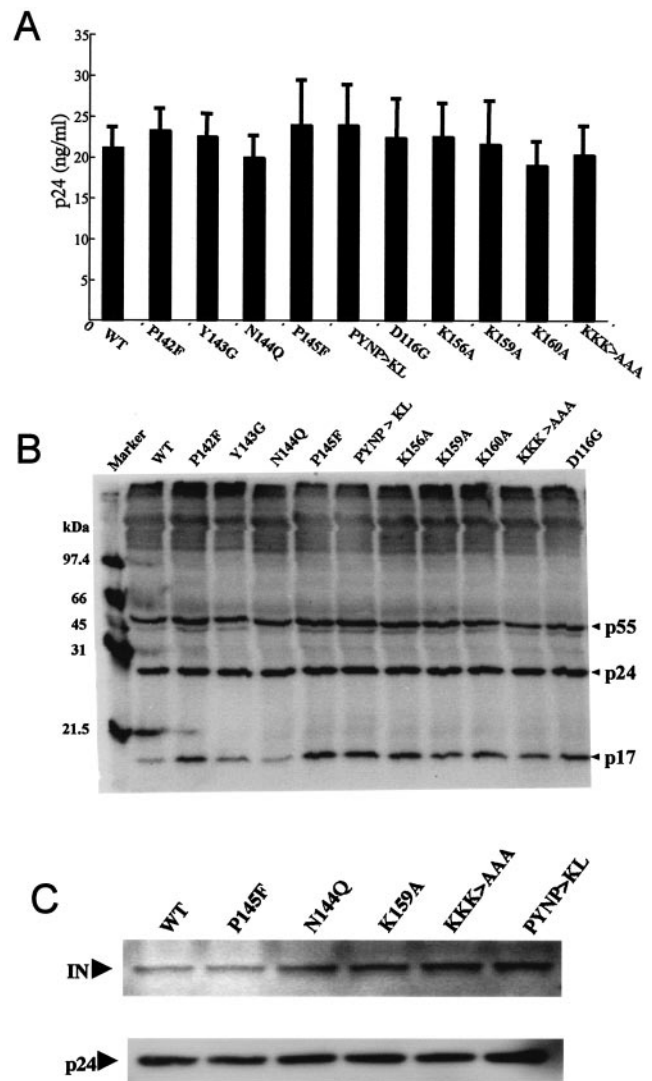 A
p24 (ng/ml)
35
30
25
20
15
10
5
0
WT P142F Y143G N144Q P145F PYNP>KL D116G K156A K159A K160A KKK>AAA
B
Marker WT P142F Y143G N144Q P145F PYNP > KL K156A K159A K160A KKK >AAA D116G
kDa
97.4
66
45
31
21.5
p55
p24
p17
C
WT P145F N144Q K159A KKK>AAA PYNP>KL
IN
p24